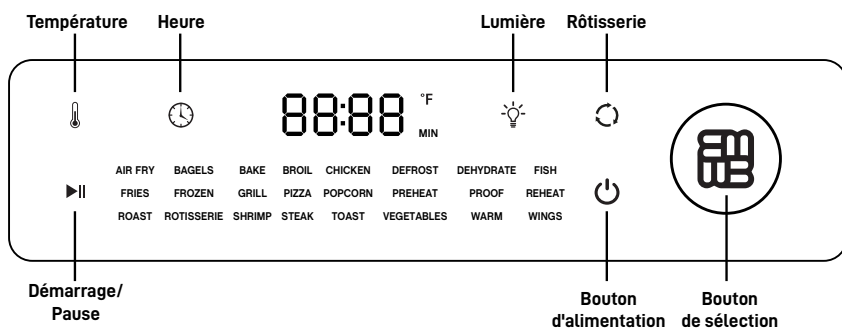 Température
Heure
Lumière
Rôtisserie
88:88 °F
MIN
AIR FRY BAGELS BAKE BROIL CHICKEN DEFROST DEHYDRATE FISH
FRIES FROZEN GRILL PIZZA POPCORN PREHEAT PROOF REHEAT
ROAST ROTISSERIE SHRIMP STEAK TOAST VEGETABLES WARM WINGS
Démarrage/
Pause
Bouton
d'alimentation
Bouton
de sélection